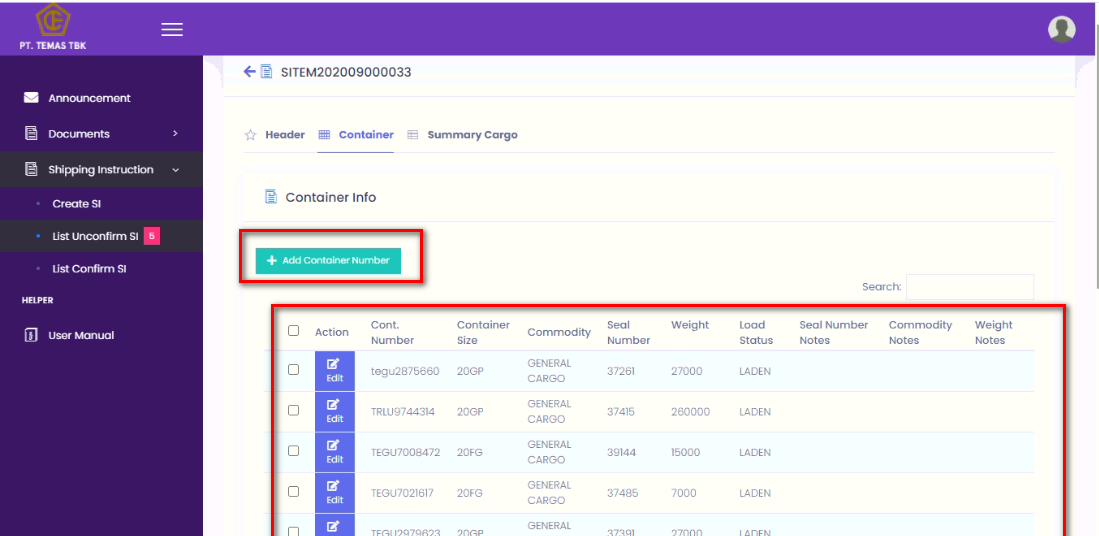 PT. TEMAS TBK
Announcement
Documents
Shipping Instruction
Create SI
List Unconfirm SI 5
List Confirm SI
HELPER
User Manual
SITEM202009000033
Header Container Summary Cargo
Container Info
+ Add Container Number
Search:
Action Cont. Number Container Size Commodity Seal Number Weight Load Status Seal Number Notes Commodity Notes Weight Notes
Edit tegu2875660 20GP GENERAL CARGO 37261 27000 LADEN
Edit TRLU9744314 20GP GENERAL CARGO 37415 260000 LADEN
Edit TEGU7008472 20FG GENERAL CARGO 39144 15000 LADEN
Edit TEGU7021617 20FG GENERAL CARGO 37485 7000 LADEN
TEGU2979623 20GP GENERAL 37391 27000 LADEN